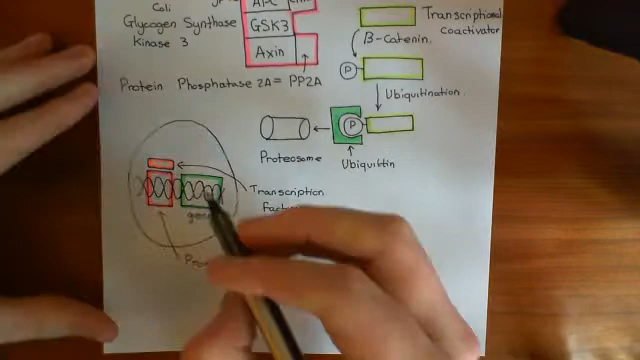 Coli
APC
Glycogen Synthase
Kinase 3
GSK3
Axin
Protein Phosphatase 2A = PP2A
Transcriptional
coactivator
β-catenin.
P
Ubiquitination.
P
Proteosome
Ubiquitin
Transcription